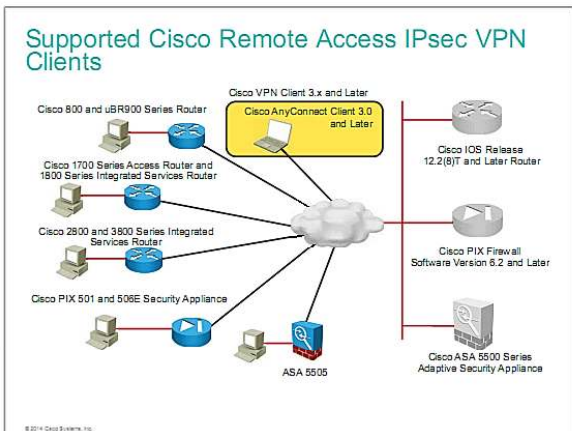 Supported Cisco Remote Access IPsec VPN
Clients
Cisco VPN Client 3.x and Later
Cisco 800 and uBR900 Series Router
Cisco AnyConnect Client 3.0
and Later
Cisco IOS Release
12.2(8)T and Later Router
Cisco 1700 Series Access Router and
1800 Series Integrated Services Router
Cisco 2800 and 3800 Series Integrated
Services Router
Cisco PIX Firewall
Software Version 6.2 and Later
Cisco PIX 501 and 506E Security Appliance
ASA 5505
Cisco ASA 5500 Series
Adaptive Security Appliance
© 2014 Cisco Systems, Inc.